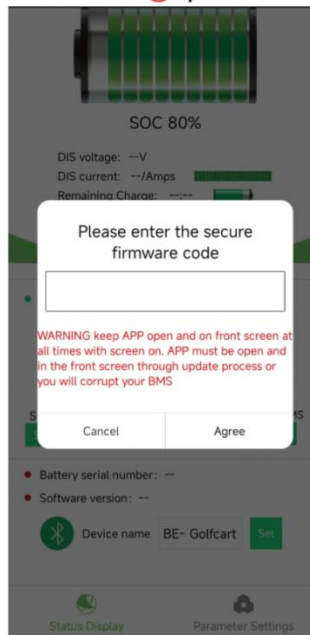 SOC 80%
DIS voltage: --V
DIS current: --/Amps
Remaining Charge: --:--
Please enter the secure
firmware code
WARNING keep APP open and on front screen at
all times with screen on. APP must be open and
in the front screen through update process or
you will corrupt your BMS
Cancel
Agree
Battery serial number: --
Software version: --
Device name
BE- Golfcart
Set
Status Display
Parameter Settings